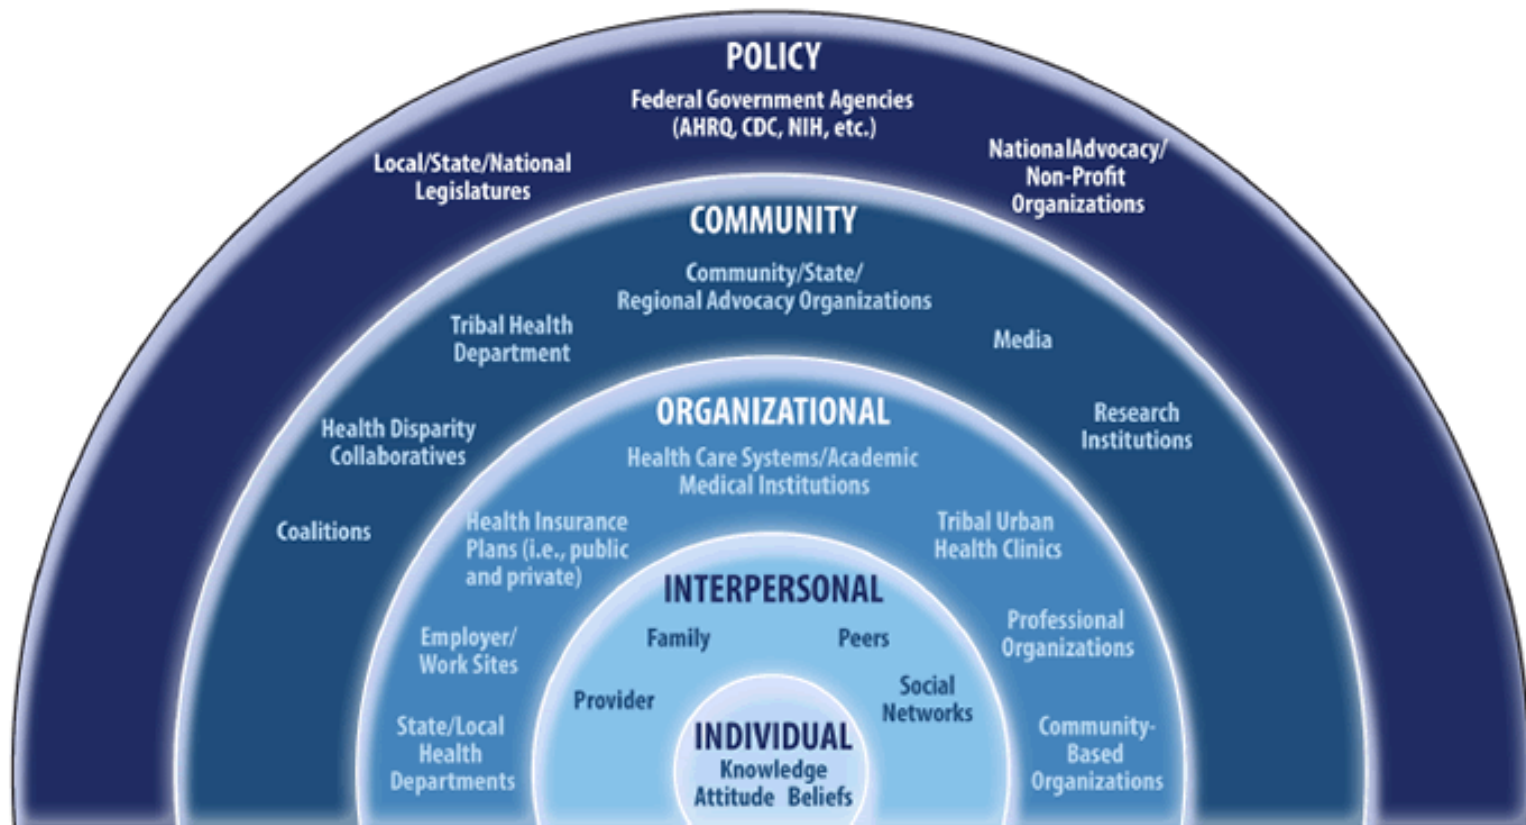 POLICY
Federal Government Agencies
(AHRQ, CDC, NIH, etc.)
Local/State/National
Legislatures
NationalAdvocacy/
Non-Profit
Organizations
COMMUNITY
Community/State/
Regional Advocacy Organizations
Tribal Health
Department
Media
Health Disparity
Collaboratives
Research
Institutions
Coalitions
ORGANIZATIONAL
Health Care Systems/Academic
Medical Institutions
Health Insurance
Plans (i.e., public
and private)
Tribal Urban
Health Clinics
Employer/
Work Sites
Professional
Organizations
State/Local
Health
Departments
Community-
Based
Organizations
INTERPERSONAL
Family
Peers
Provider
Social
Networks
INDIVIDUAL
Knowledge
Attitude Beliefs